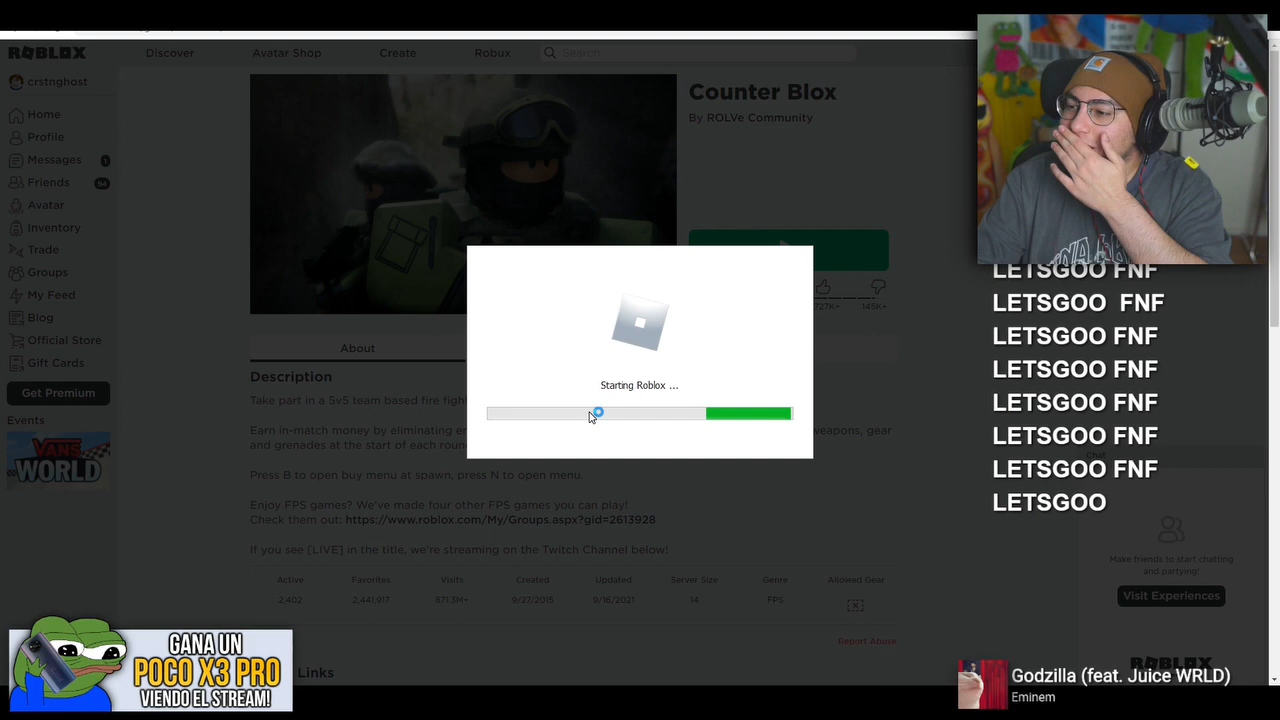 ROBLOX
Discover
Avatar Shop
Create
Robux
Search
crstnghost
Home
Profile
Messages 1
Friends 54
Avatar
Inventory
Trade
Groups
My Feed
Blog
Official Store
Gift Cards
Get Premium
Events
VANS
WORLD
Counter Blox
By ROLVe Community
727K+
145K+
Starting Roblox ...
About
Description
Take part in a 5v5 team based fire
Earn in-match money by eliminating
weapons, gear
and grenades at the start of each
Press B to open buy menu at spawn, press N to open menu.
Enjoy FPS games? We've made four other FPS games you can play!
Check them out: https://www.roblox.com/My/Groups.aspx?gid=2613928
If you see [LIVE] in the title, we're streaming on the Twitch Channel below!
Active Favorites Visits Created Updated Server Size Genre Allowed Gear
2,402 2,441,917 871.3M+ 9/27/2015 9/16/2021 14 FPS
Report Abuse
Links
LETSGOO FNF
LETSGOO FNF
LETSGOO FNF
LETSGOO FNF
LETSGOO FNF
LETSGOO FNF
LETSGOO FNF
LETSGOO
Chat
Make friends to start chatting
and partying!
Visit Experiences
ROBLOX
GANA UN
POCO X3 PRO
VIENDO EL STREAM!
Godzilla (feat. Juice WRLD)
Eminem